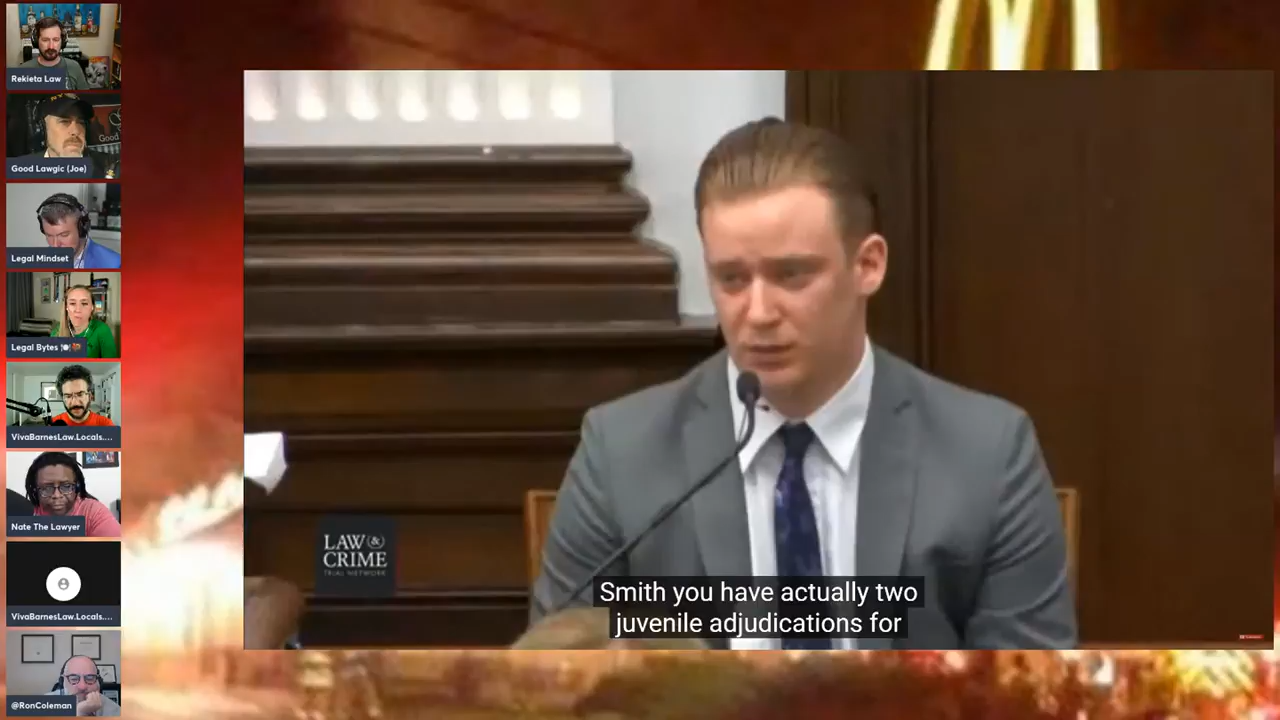 Rekieta Law
Good Lawgic (Joe)
Good
Legal Mindset
Legal Bytes
VivaBarnesLaw.Locals....
Nate The Lawyer
VivaBarnesLaw.Locals....
@RonColeman
LAW &
CRIME
TRIAL NETWORK
Smith you have actually two
juvenile adjudications for